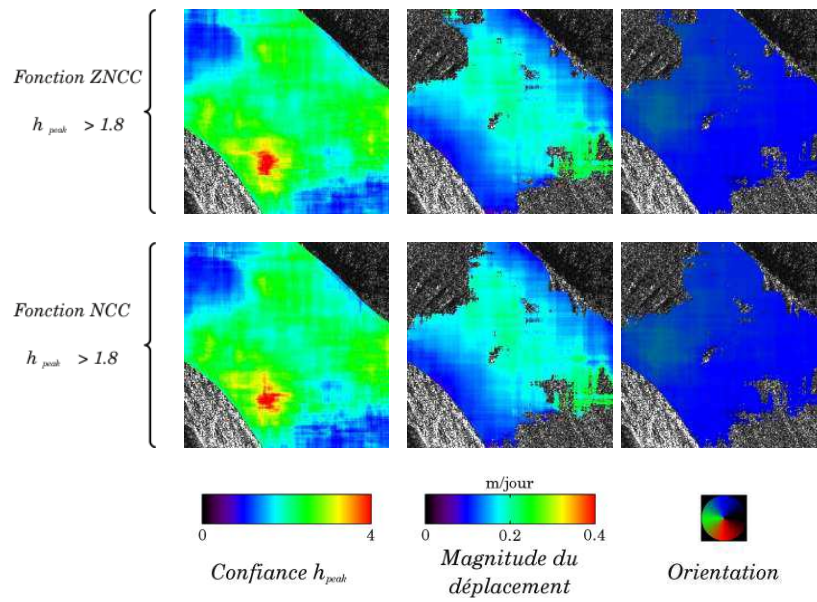 Fonction ZNCC
h peak > 1.8
Fonction NCC
h peak > 1.8
m/jour
0 4
0 0.2 0.4
Confiance h peak
Magnitude du
déplacement
Orientation